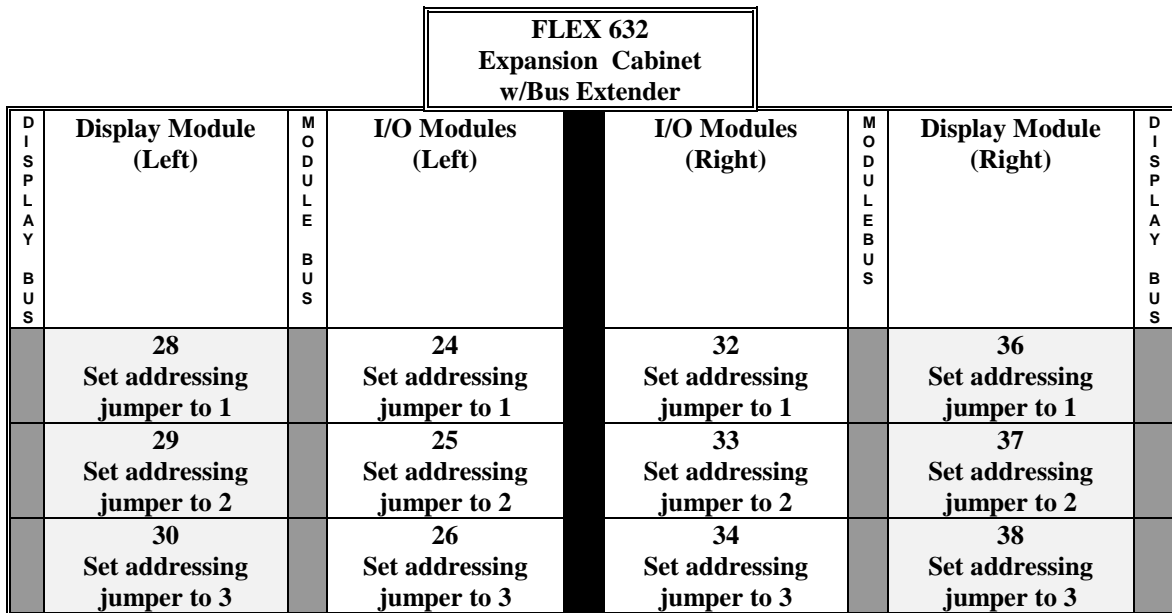 FLEX 632
Expansion Cabinet
w/Bus Extender
DISPLAY BUS
Display Module
(Left)
MODULE BUS
I/O Modules
(Left)
I/O Modules
(Right)
MODULEBUS
Display Module
(Right)
DISPLAY BUS
28
Set addressing
jumper to 1
24
Set addressing
jumper to 1
32
Set addressing
jumper to 1
36
Set addressing
jumper to 1
29
Set addressing
jumper to 2
25
Set addressing
jumper to 2
33
Set addressing
jumper to 2
37
Set addressing
jumper to 2
30
Set addressing
jumper to 3
26
Set addressing
jumper to 3
34
Set addressing
jumper to 3
38
Set addressing
jumper to 3